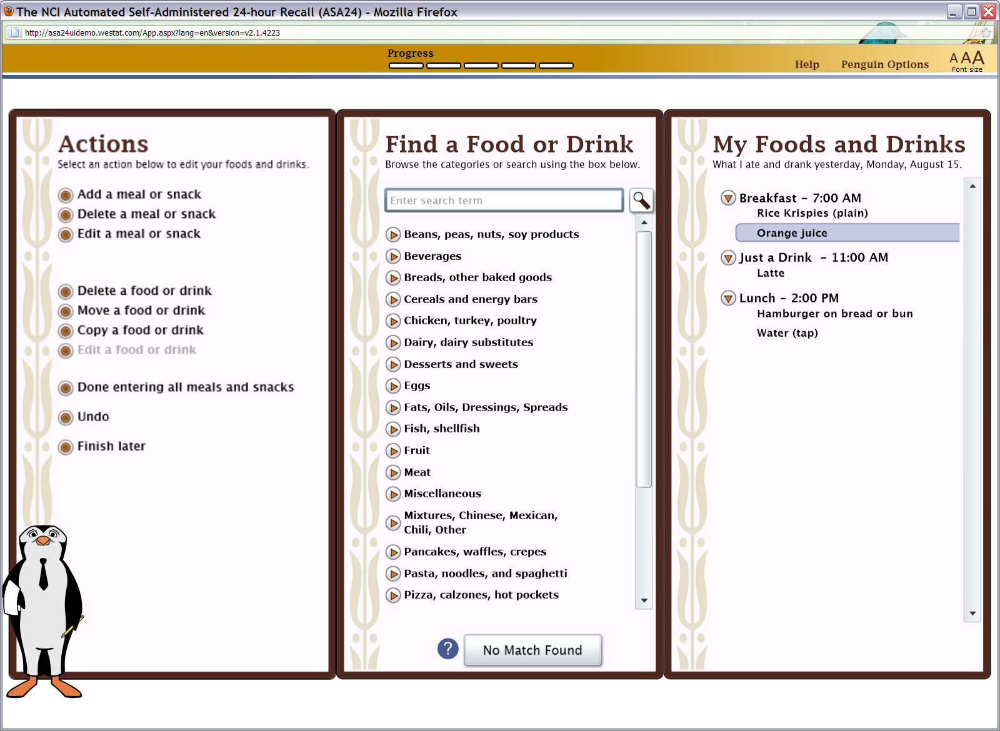 The NCI Automated Self-Administered 24-hour Recall (ASA24) - Mozilla Firefox
http://asa24uidemo.westat.com/App.aspx?lang=en&version=v2.1.4223
Progress
Help
Penguin Options
A A A
Font size
Actions
Select an action below to edit your foods and drinks.
Add a meal or snack
Delete a meal or snack
Edit a meal or snack
Delete a food or drink
Move a food or drink
Copy a food or drink
Edit a food or drink
Done entering all meals and snacks
Undo
Finish later
Find a Food or Drink
Browse the categories or search using the box below.
Enter search term
Beans, peas, nuts, soy products
Beverages
Breads, other baked goods
Cereals and energy bars
Chicken, turkey, poultry
Dairy, dairy substitutes
Desserts and sweets
Eggs
Fats, Oils, Dressings, Spreads
Fish, shellfish
Fruit
Meat
Miscellaneous
Mixtures, Chinese, Mexican,
Chili, Other
Pancakes, waffles, crepes
Pasta, noodles, and spaghetti
Pizza, calzones, hot pockets
?
No Match Found
My Foods and Drinks
What I ate and drank yesterday, Monday, August 15.
Breakfast - 7:00 AM
Rice Krispies (plain)
Orange juice
Just a Drink - 11:00 AM
Latte
Lunch - 2:00 PM
Hamburger on bread or bun
Water (tap)